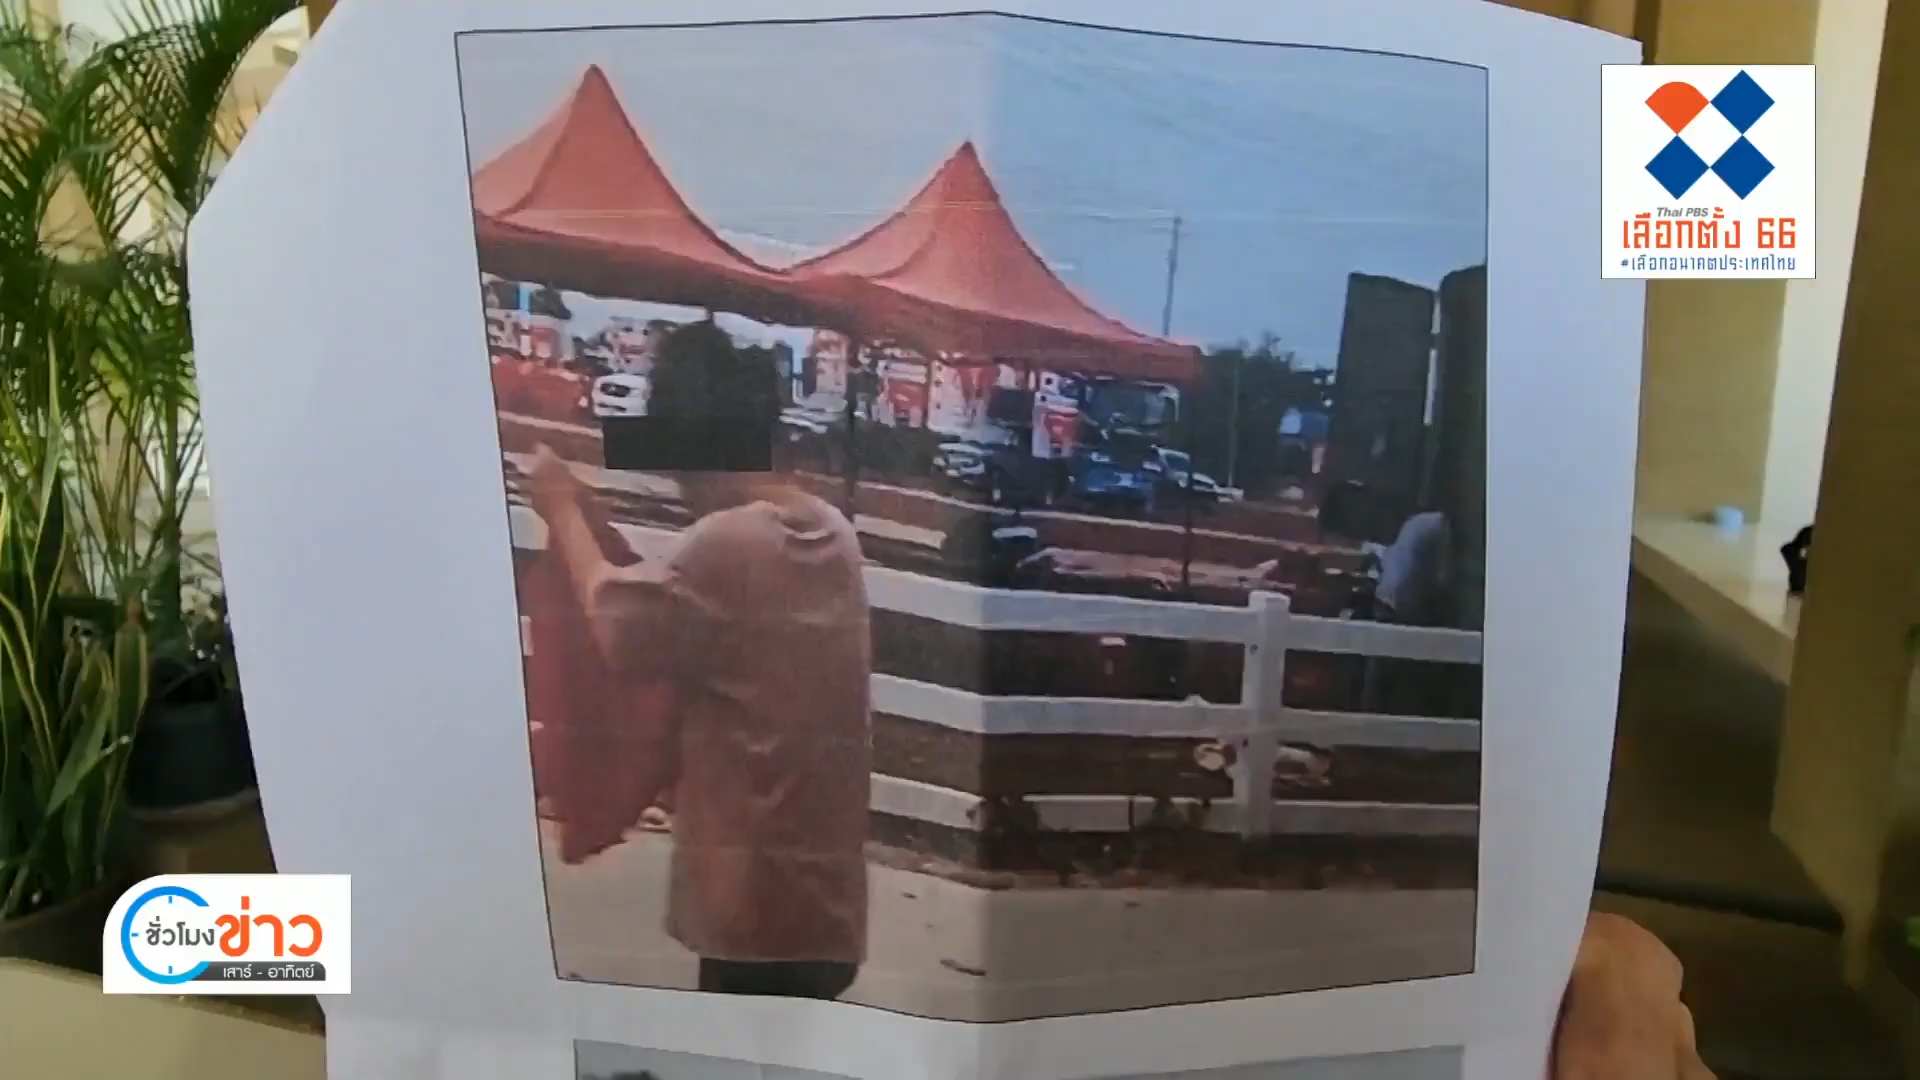 Thai PBS
เลือกตั้ง 66
#เลือกอนาคตประเทศไทย
ชั่วโมง
ข่าว
เสาร์ - อาทิตย์